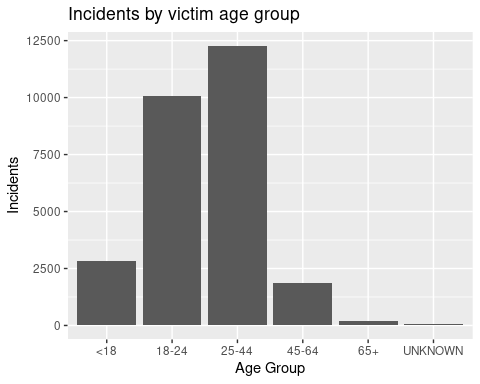 Incidents by victim age group
12500
10000
7500
5000
2500
0
Incidents
<18
18-24
25-44
45-64
65+
UNKNOWN
Age Group